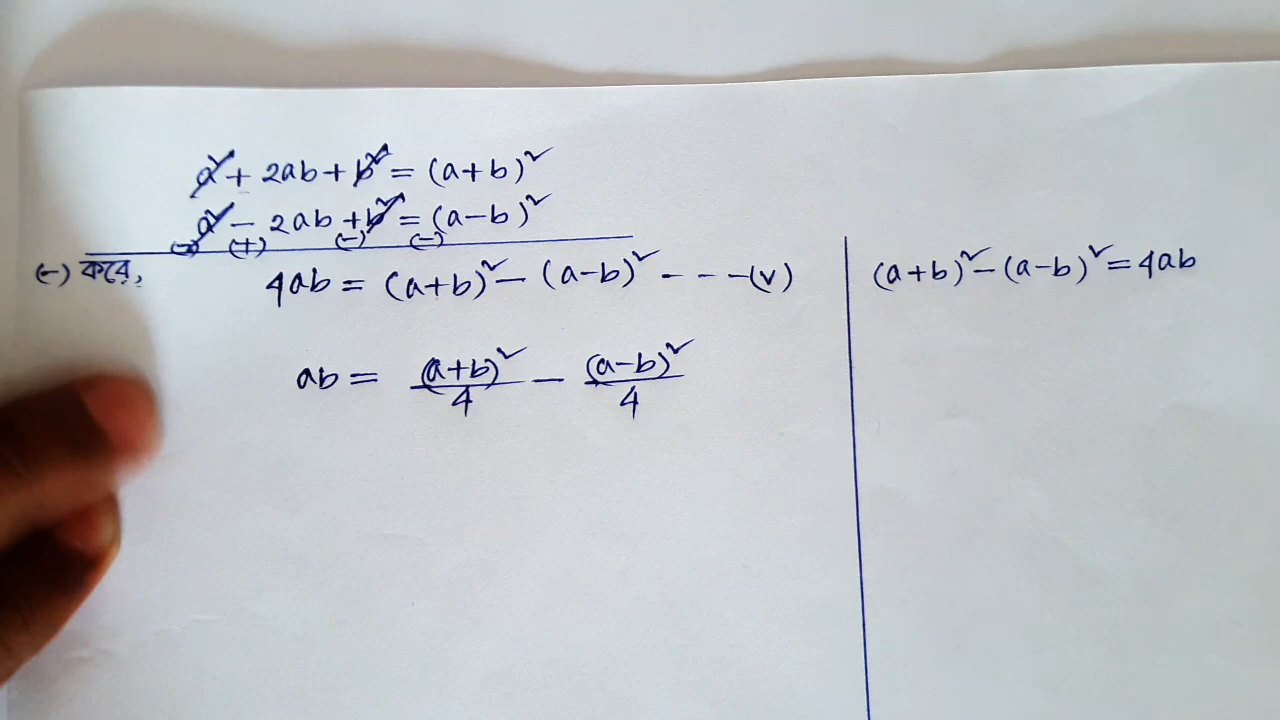 a² + 2ab + b² = (a+b)²
a² - 2ab + b² = (a-b)²
(-) (+) (-) (-)
(-) করে,
4ab = (a+b)² - (a-b)² - - - (v)
ab = (a+b)²/4 - (a-b)²/4
(a+b)² - (a-b)² = 4ab